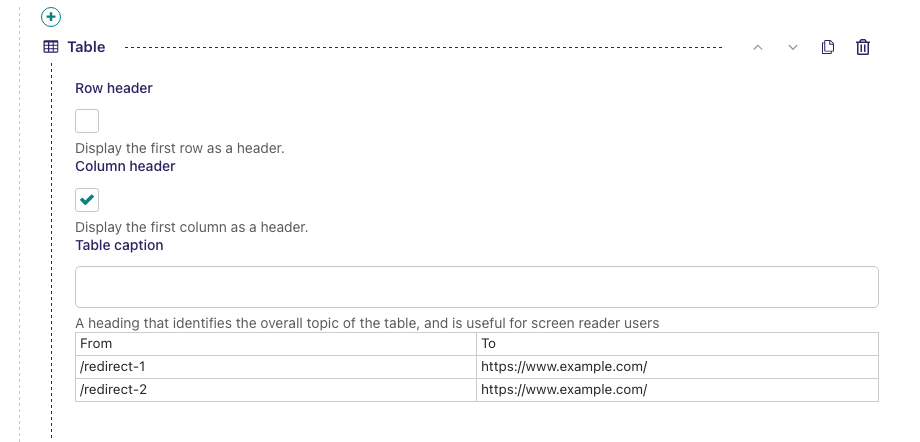 Table
Row header
Display the first row as a header.
Column header
Display the first column as a header.
Table caption
A heading that identifies the overall topic of the table, and is useful for screen reader users
From To
/redirect-1 https://www.example.com/
/redirect-2 https://www.example.com/